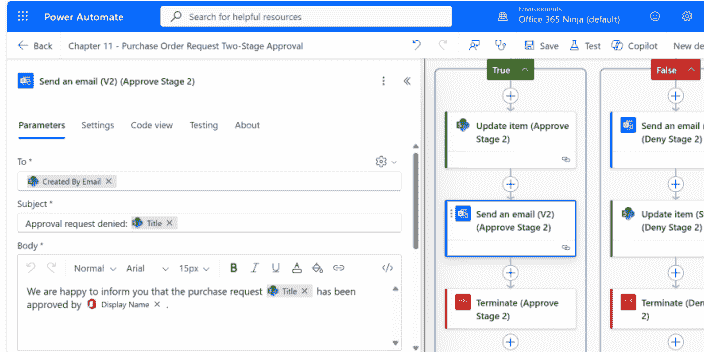 Power Automate
Search for helpful resources
Environments
Office 365 Ninja (default)
Back
Chapter 11 - Purchase Order Request Two-Stage Approval
Save
Test
Copilot
New de
Send an email (V2) (Approve Stage 2)
Parameters
Settings
Code view
Testing
About
To *
Created By Email ×
Subject *
Approval request denied: Title ×
Body *
Normal
Arial
15px
B
I
U
A
</>
We are happy to inform you that the purchase request Title × has been
approved by Display Name × .
True
False
Update item (Approve
Stage 2)
Send an email (
(Deny Stage 2)
Send an email (V2)
(Approve Stage 2)
Update item (S
(Deny Stage 2)
Terminate (Approve
Stage 2)
Terminate (Den
2)